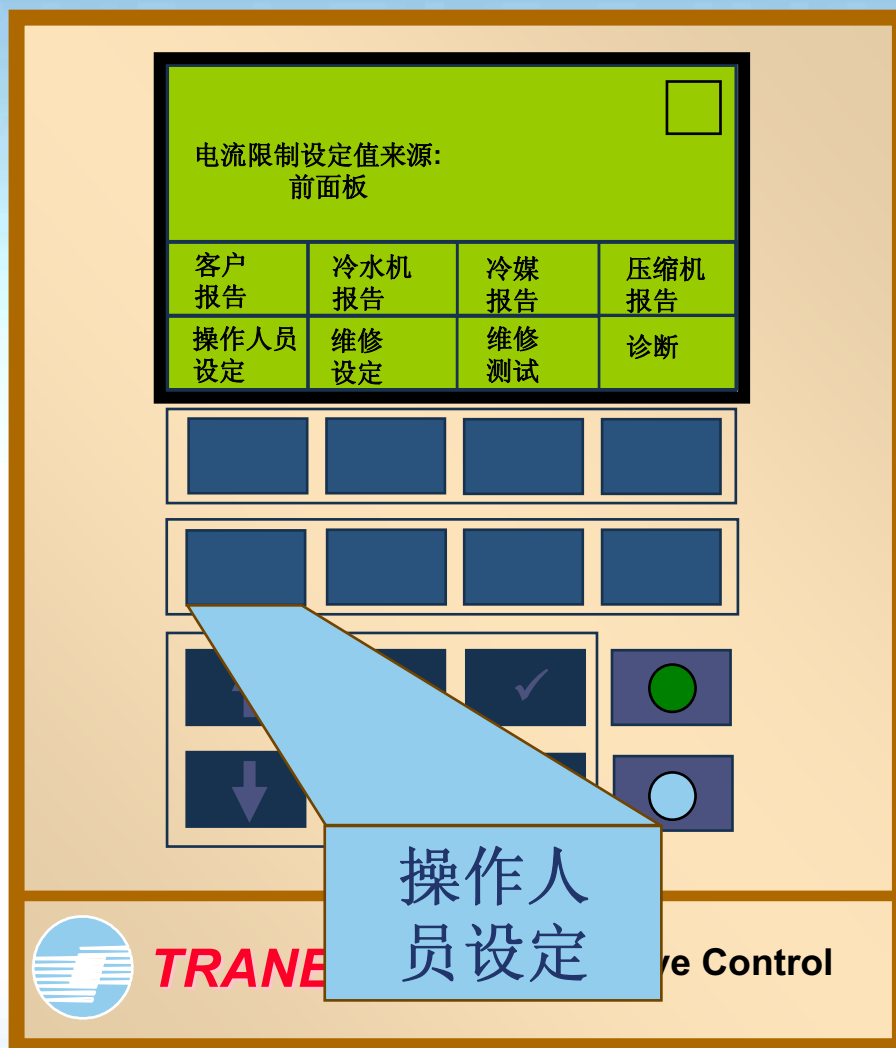 电流限制设定值来源:
前面板
客户 冷水机 冷媒 压缩机
报告 报告 报告 报告
操作人员 维修 维修 诊断
设定 设定 测试
操作人
员设定
TRANE
Control